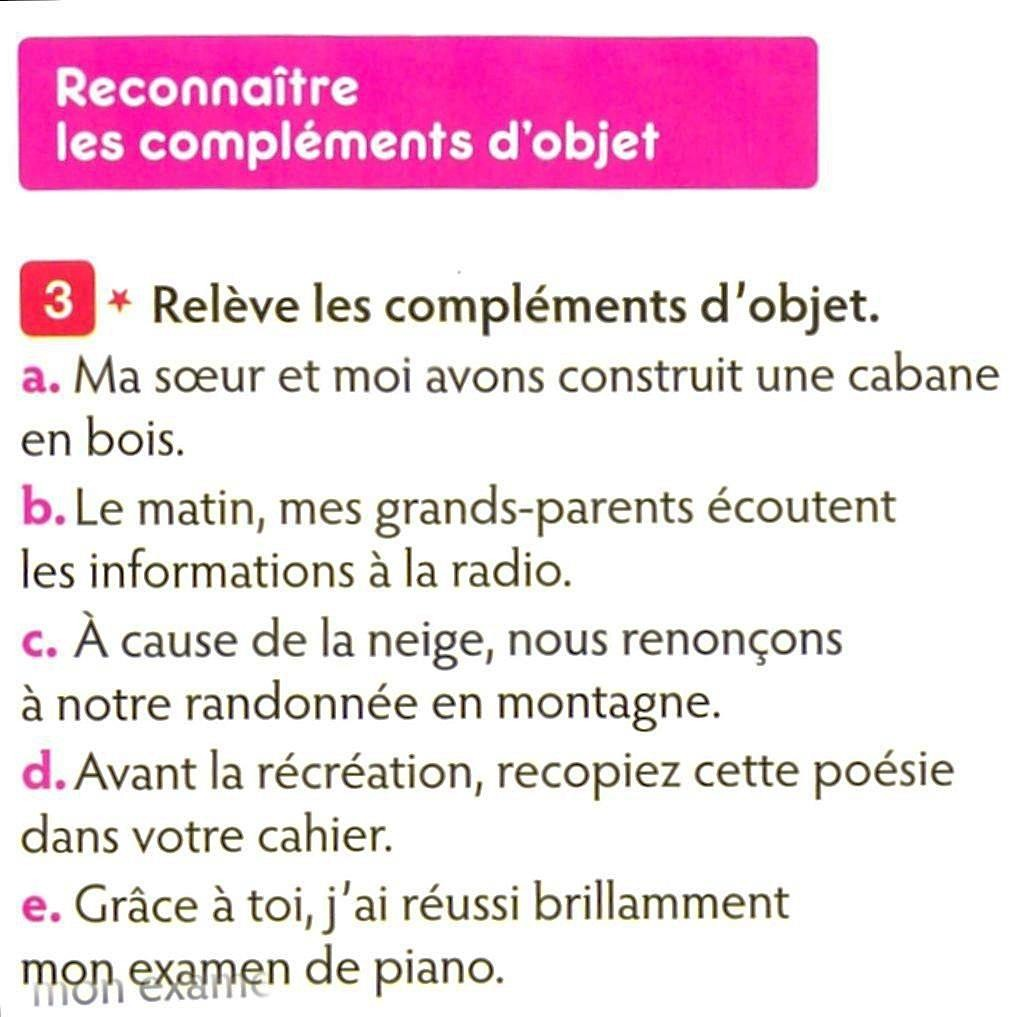 Reconnaître
les compléments d'objet
3 * Relève les compléments d'objet.
a. Ma sœur et moi avons construit une cabane
en bois.
b. Le matin, mes grands-parents écoutent
les informations à la radio.
c. À cause de la neige, nous renonçons
à notre randonnée en montagne.
d. Avant la récréation, recopiez cette poésie
dans votre cahier.
e. Grâce à toi, j'ai réussi brillamment
mon examen de piano.